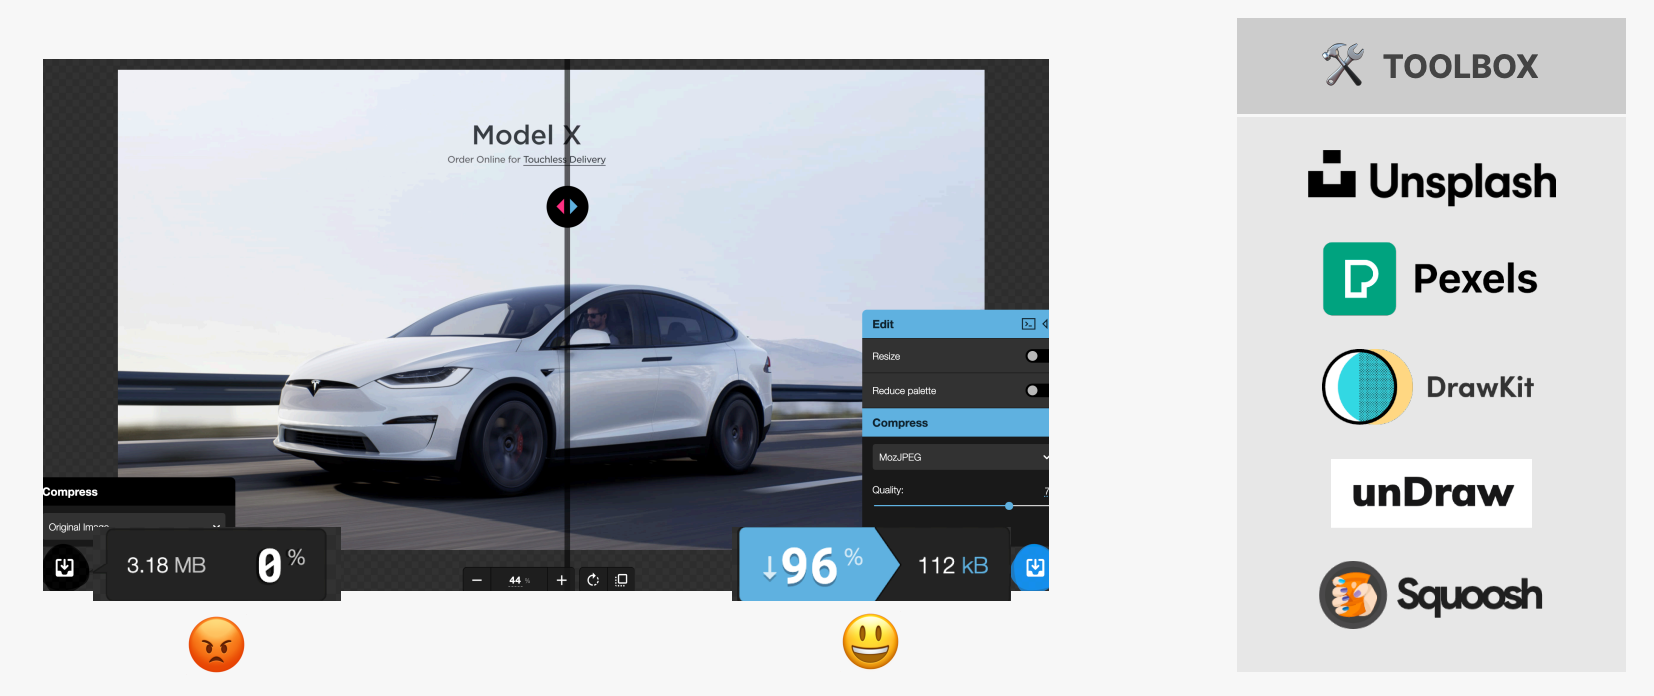 Model X
Order Online for Touchless Delivery
Edit
Resize
Reduce palette
Compress
MozJPEG
Quality:
Compress
Original Image
3.18 MB
0 %
44 %
↓96 %
112 kB
TOOLBOX
Unsplash
Pexels
DrawKit
unDraw
Squoosh